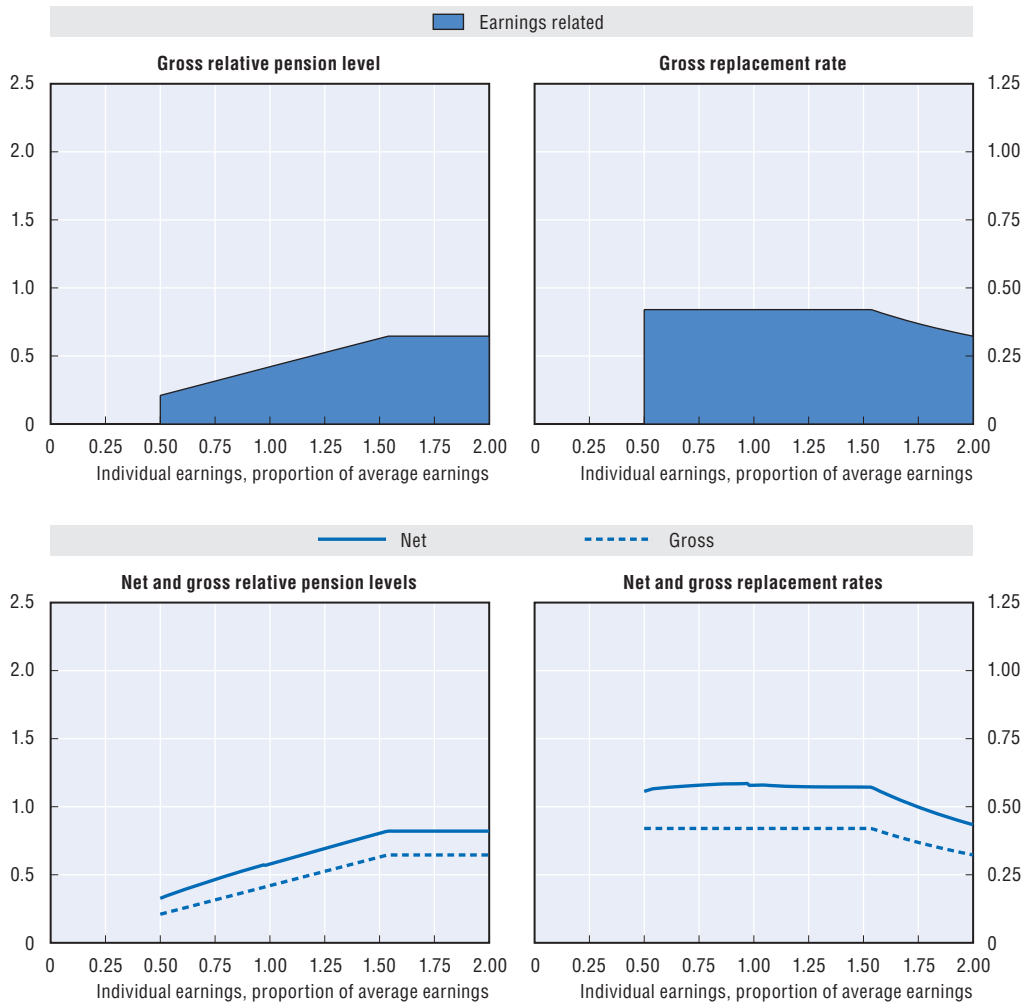 Earnings related
Gross relative pension level
Gross replacement rate
2.5
2.0
1.5
1.0
0.5
0
1.25
1.00
0.75
0.50
0.25
0
0 0.25 0.50 0.75 1.00 1.25 1.50 1.75 2.00
0 0.25 0.50 0.75 1.00 1.25 1.50 1.75 2.00
Individual earnings, proportion of average earnings
Individual earnings, proportion of average earnings
Net
Gross
Net and gross relative pension levels
Net and gross replacement rates
2.5
2.0
1.5
1.0
0.5
0
1.25
1.00
0.75
0.50
0.25
0
0 0.25 0.50 0.75 1.00 1.25 1.50 1.75 2.00
0 0.25 0.50 0.75 1.00 1.25 1.50 1.75 2.00
Individual earnings, proportion of average earnings
Individual earnings, proportion of average earnings